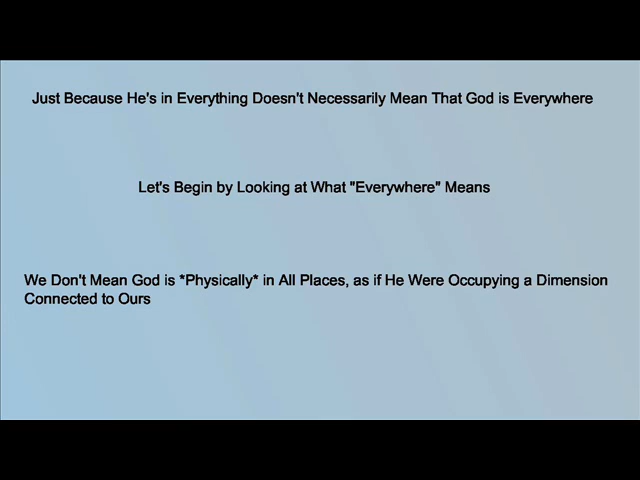 Just Because He's in Everything Doesn't Necessarily Mean That God is Everywhere
Let's Begin by Looking at What "Everywhere" Means
We Don't Mean God is *Physically* in All Places, as if He Were Occupying a Dimension
Connected to Ours